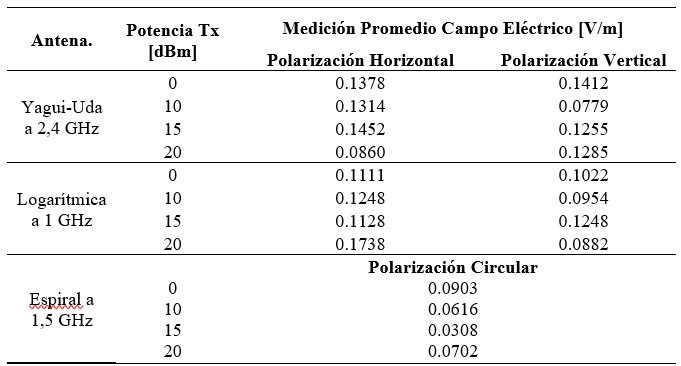 Antena. Potencia Tx [dBm] Medición Promedio Campo Eléctrico [V/m]
Polarización Horizontal Polarización Vertical
Yagui-Uda a 2,4 GHz
0 0.1378 0.1412
10 0.1314 0.0779
15 0.1452 0.1255
20 0.0860 0.1285
Logarítmica a 1 GHz
0 0.1111 0.1022
10 0.1248 0.0954
15 0.1128 0.1248
20 0.1738 0.0882
Polarización Circular
Espiral a 1,5 GHz
0 0.0903
10 0.0616
15 0.0308
20 0.0702